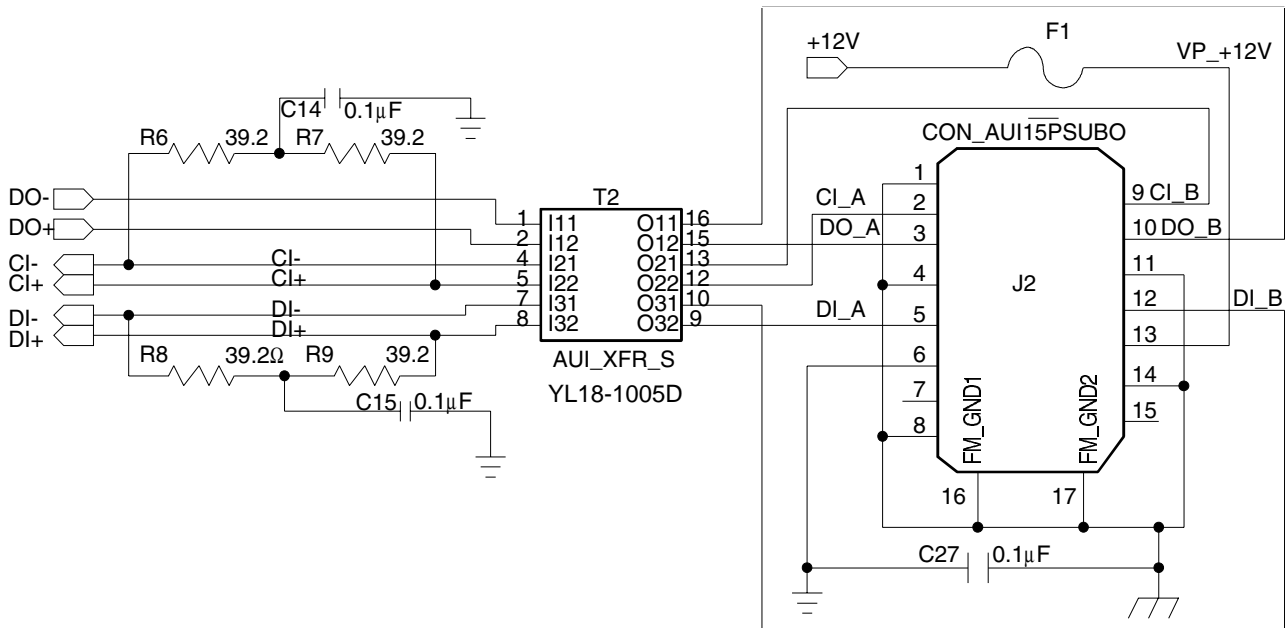 F1
+12V
VP_+12V
C14
0.1µF
R6
39.2
R7
39.2
CON_AUI15PSUBO
DO-
DO+
CI-
CI+
DI-
DI+
CI-
CI+
DI-
DI+
T2
1 I11 O11 16
2 I12 O12 15
4 I21 O21 13
5 I22 O22 12
7 I31 O31 10
8 I32 O32 9
AUI_XFR_S
YL18-1005D
R8
39.2Ω
R9
39.2
C15
0.1µF
CI_A
DO_A
DI_A
1
2
3
4
5
6
7
8
J2
FM_GND1
FM_GND2
9 CI_B
10 DO_B
11
12 DI_B
13
14
15
16
17
C27
0.1µF